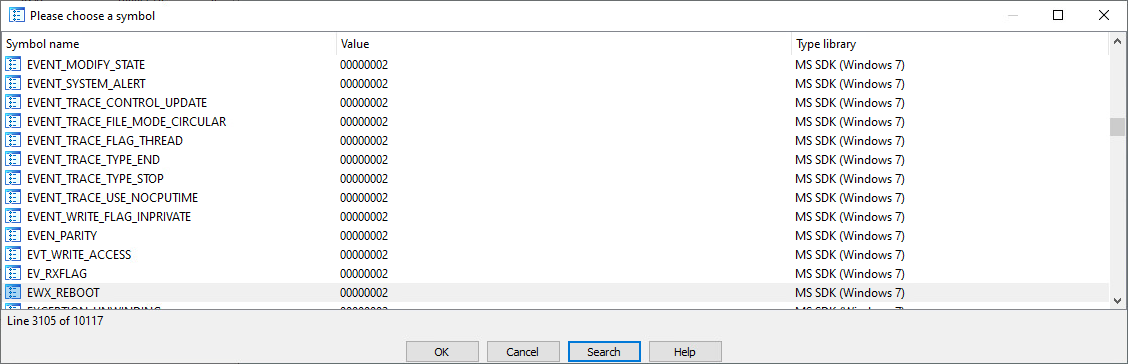 Please choose a symbol
Symbol name Value Type library
EVENT_MODIFY_STATE 00000002 MS SDK (Windows 7)
EVENT_SYSTEM_ALERT 00000002 MS SDK (Windows 7)
EVENT_TRACE_CONTROL_UPDATE 00000002 MS SDK (Windows 7)
EVENT_TRACE_FILE_MODE_CIRCULAR 00000002 MS SDK (Windows 7)
EVENT_TRACE_FLAG_THREAD 00000002 MS SDK (Windows 7)
EVENT_TRACE_TYPE_END 00000002 MS SDK (Windows 7)
EVENT_TRACE_TYPE_STOP 00000002 MS SDK (Windows 7)
EVENT_TRACE_USE_NOCPUTIME 00000002 MS SDK (Windows 7)
EVENT_WRITE_FLAG_INPRIVATE 00000002 MS SDK (Windows 7)
EVEN_PARITY 00000002 MS SDK (Windows 7)
EVT_WRITE_ACCESS 00000002 MS SDK (Windows 7)
EV_RXFLAG 00000002 MS SDK (Windows 7)
EWX_REBOOT 00000002 MS SDK (Windows 7)
Line 3105 of 10117
OK Cancel Search Help